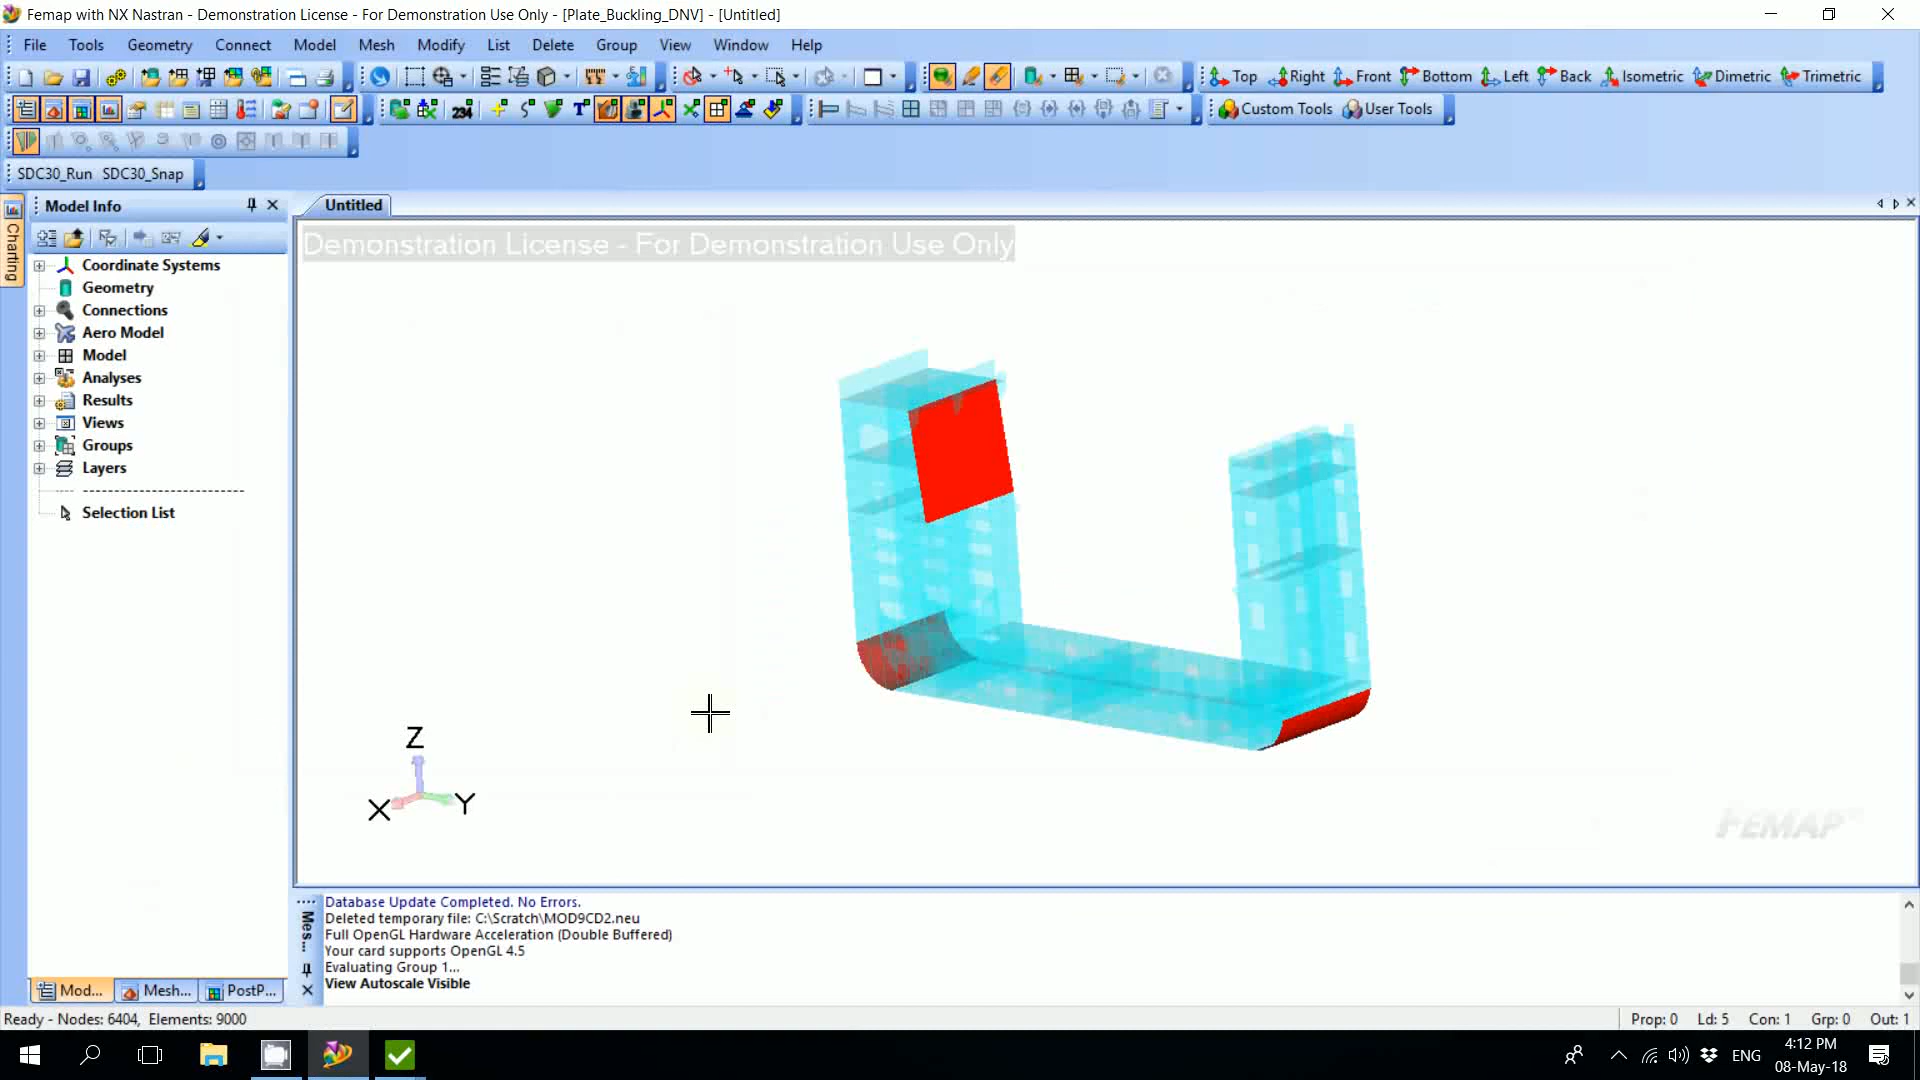 Femap with NX Nastran - Demonstration License - For Demonstration Use Only - [Plate_Buckling_DNV] - [Untitled]
File Tools Geometry Connect Model Mesh Modify List Delete Group View Window Help
Top Right Front Bottom Left Back Isometric Dimetric Trimetric
234 T Custom Tools User Tools
SDC30_Run SDC30_Snap
Charting
Model Info
Untitled
Demonstration License - For Demonstration Use Only
Coordinate Systems
Geometry
Connections
Aero Model
Model
Analyses
Results
Views
Groups
Layers
Selection List
Z
X
Y
FEMAP
Mes...
Database Update Completed. No Errors.
Deleted temporary file: C:\Scratch\MOD9CD2.neu
Full OpenGL Hardware Acceleration (Double Buffered)
Your card supports OpenGL 4.5
Evaluating Group 1...
View Autoscale Visible
Mod... Mesh... PostP...
Ready - Nodes: 6404, Elements: 9000
Prop: 0 Ld: 5 Con: 1 Grp: 0 Out: 1
ENG
4:12 PM
08-May-18